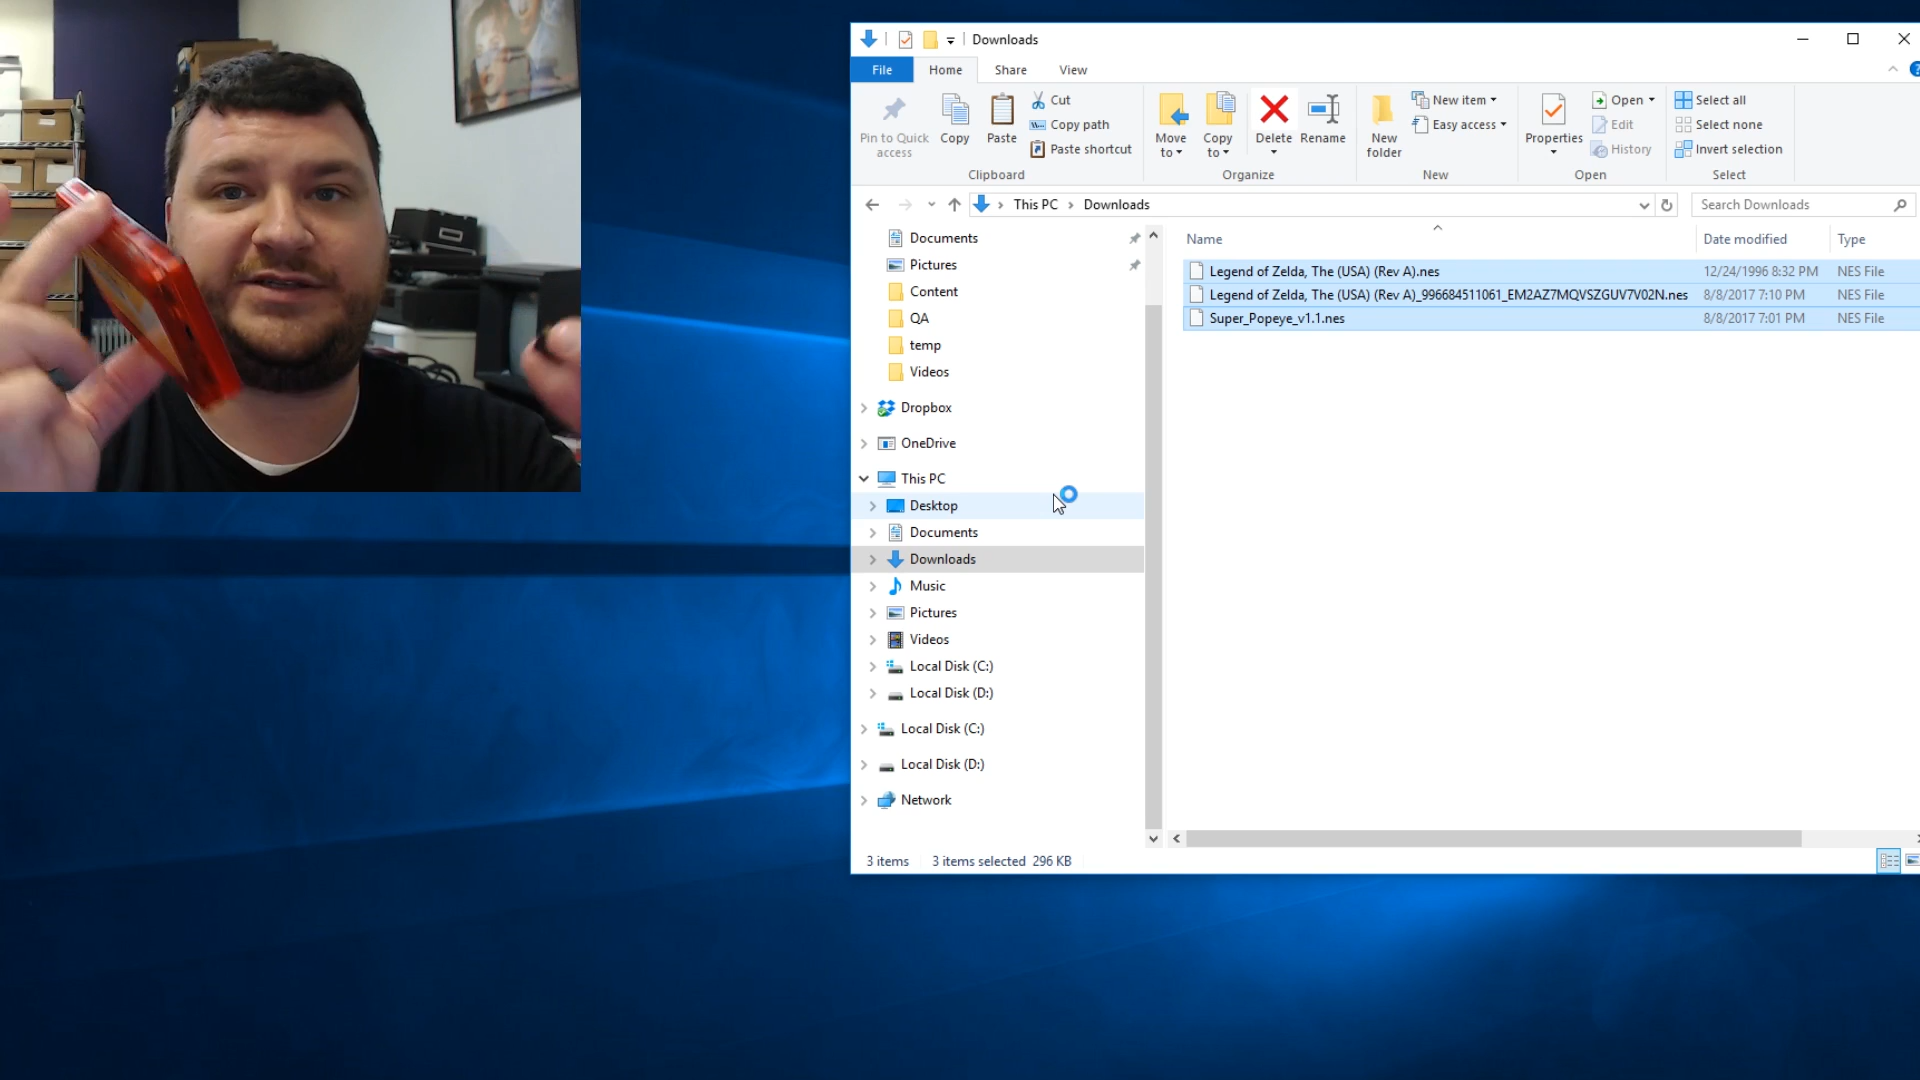 Downloads
File Home Share View
Pin to Quick access
Copy
Paste
Cut
Copy path
Paste shortcut
Clipboard
Move to
Copy to
Delete
Rename
Organize
New folder
New item
Easy access
New
Properties
Open
Edit
History
Open
Select all
Select none
Invert selection
Select
This PC Downloads
Search Downloads
Documents
Pictures
Content
QA
temp
Videos
Dropbox
OneDrive
This PC
Desktop
Documents
Downloads
Music
Pictures
Videos
Local Disk (C:)
Local Disk (D:)
Local Disk (C:)
Local Disk (D:)
Network
Name Date modified Type
Legend of Zelda, The (USA) (Rev A).nes 12/24/1996 8:32 PM NES File
Legend of Zelda, The (USA) (Rev A)_996684511061_EM2AZ7MQVSZGUV7V02N.nes 8/8/2017 7:10 PM NES File
Super_Popeye_v1.1.nes 8/8/2017 7:01 PM NES File
3 items 3 items selected 296 KB